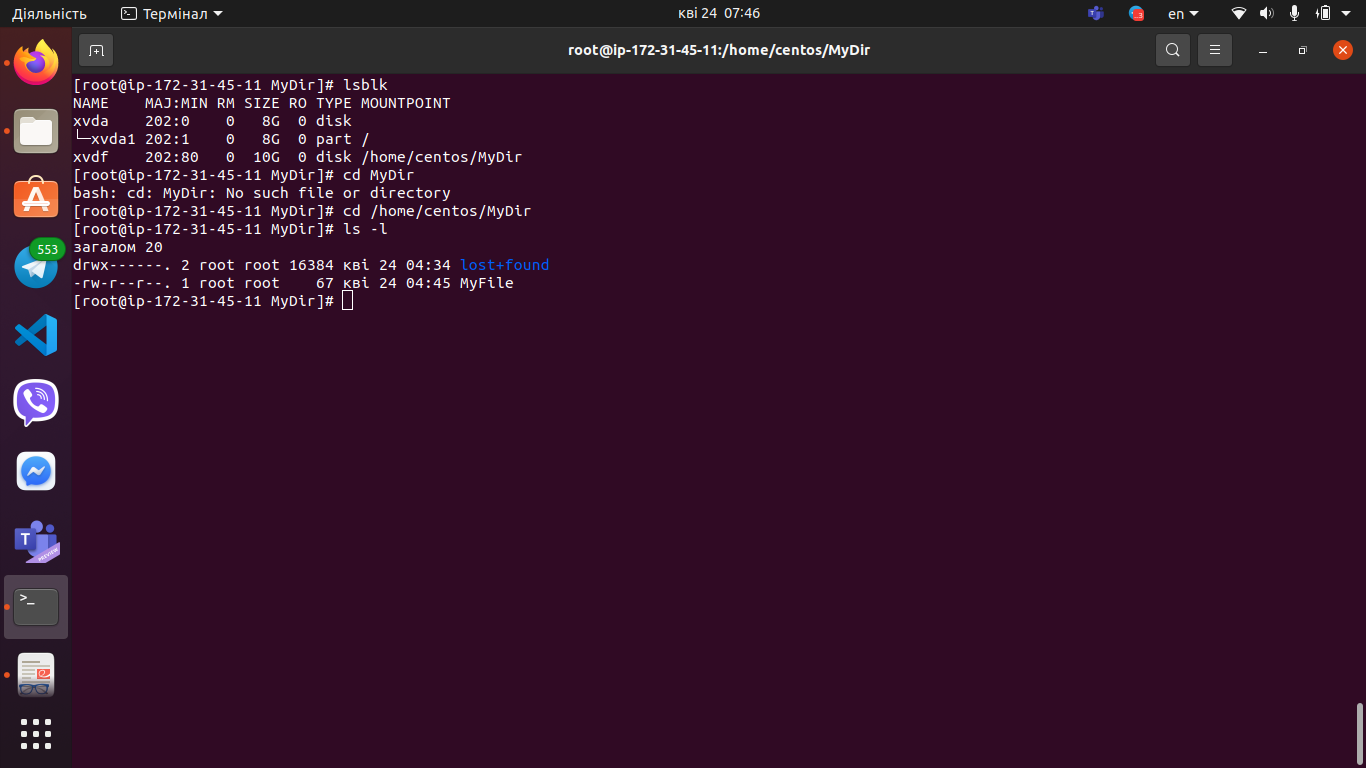 Діяльність
Термінал
кві 24 07:46
3
en
root@ip-172-31-45-11:/home/centos/MyDir
[root@ip-172-31-45-11 MyDir]# lsblk
NAME    MAJ:MIN RM SIZE RO TYPE MOUNTPOINT
xvda    202:0    0   8G  0 disk
└─xvda1 202:1    0   8G  0 part /
xvdf    202:80   0  10G  0 disk /home/centos/MyDir
[root@ip-172-31-45-11 MyDir]# cd MyDir
bash: cd: MyDir: No such file or directory
[root@ip-172-31-45-11 MyDir]# cd /home/centos/MyDir
[root@ip-172-31-45-11 MyDir]# ls -l
загалом 20
drwx------. 2 root root 16384 кві 24 04:34 lost+found
-rw-r--r--. 1 root root    67 кві 24 04:45 MyFile
[root@ip-172-31-45-11 MyDir]#
553
T
PREVIEW
>_